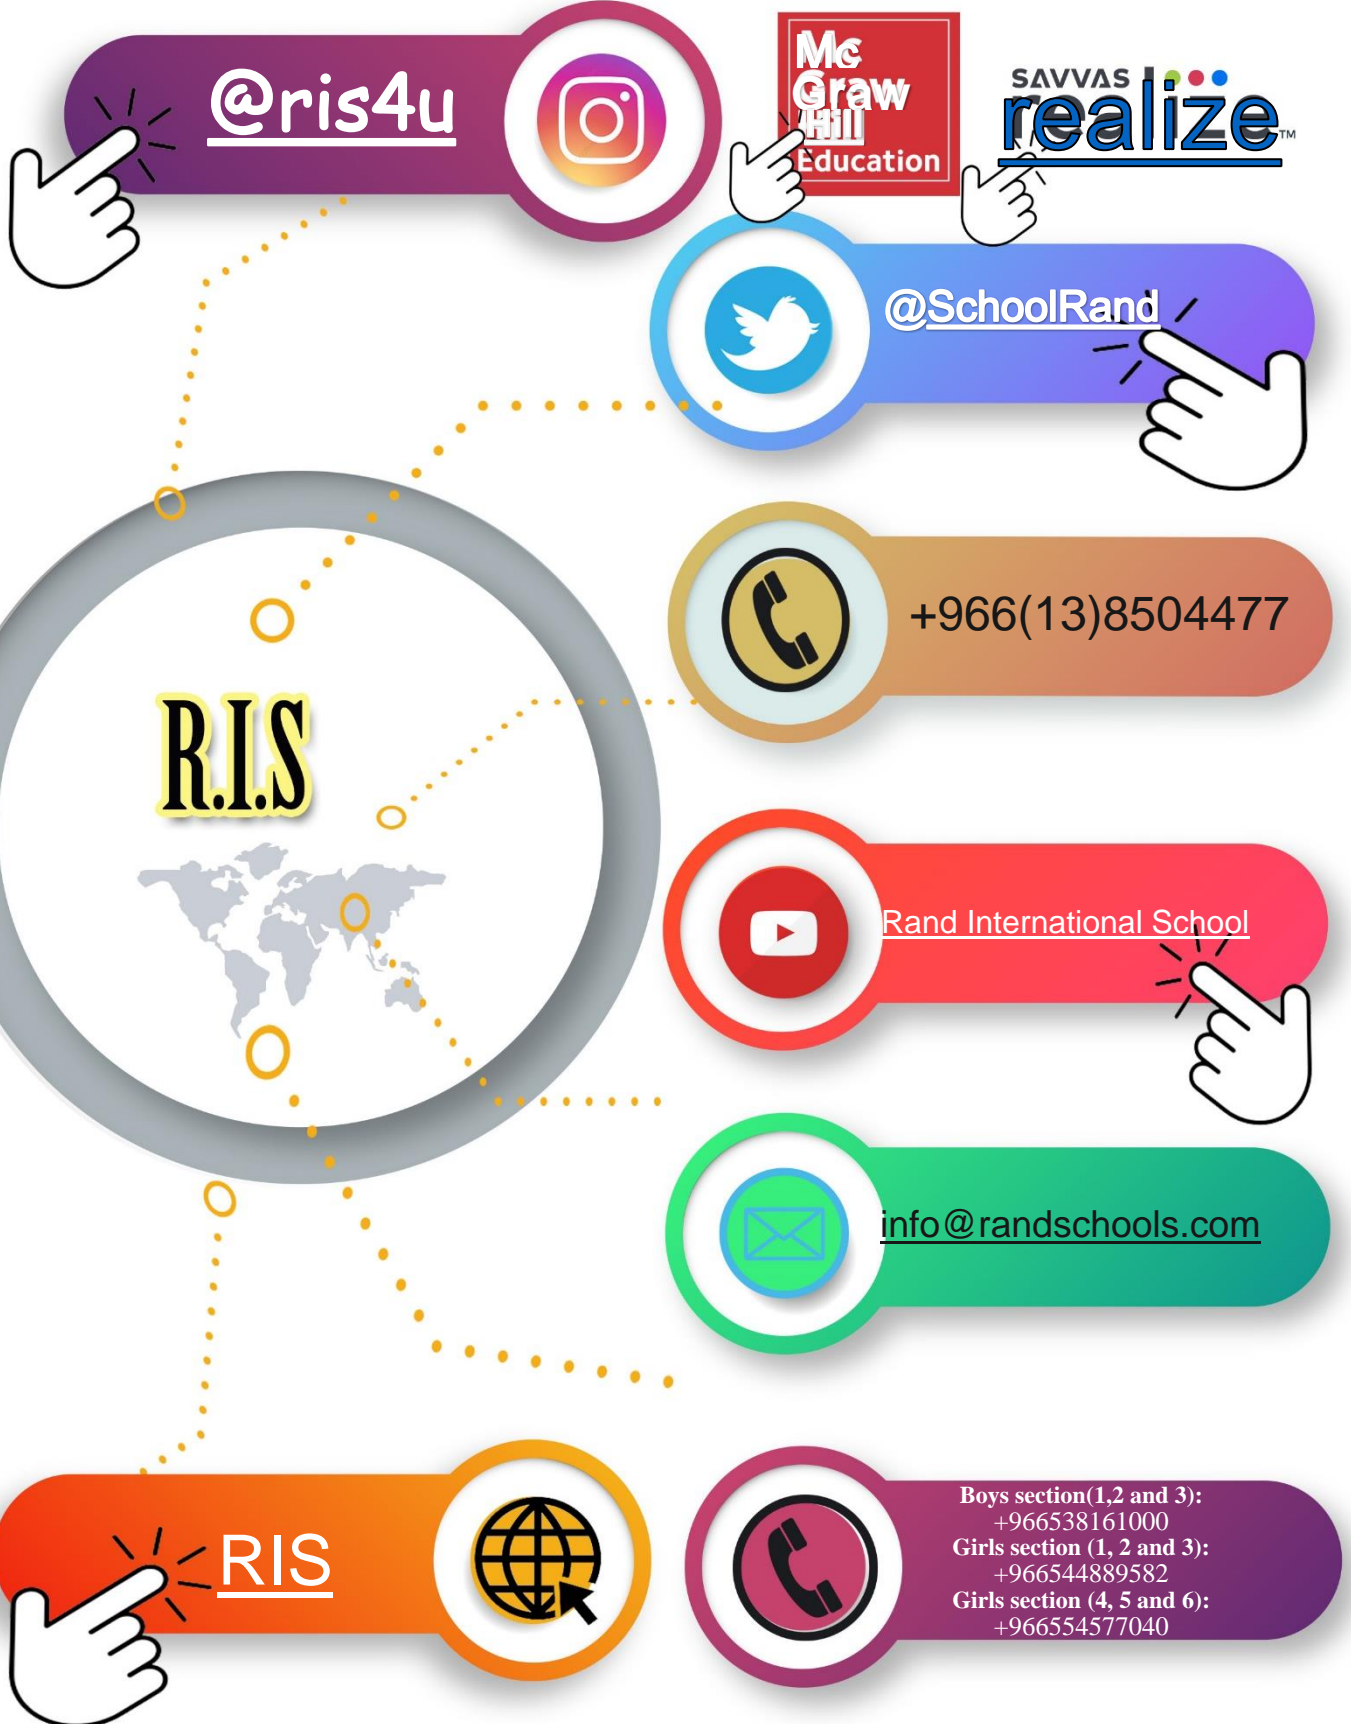 @ris4u
Mc
Graw
Hill
Education
SAVVAS
realize™
@SchoolRand
+966(13)8504477
R.I.S
Rand International School
info@randschools.com
RIS
Boys section(1,2 and 3):
+966538161000
Girls section (1, 2 and 3):
+966544889582
Girls section (4, 5 and 6):
+966554577040